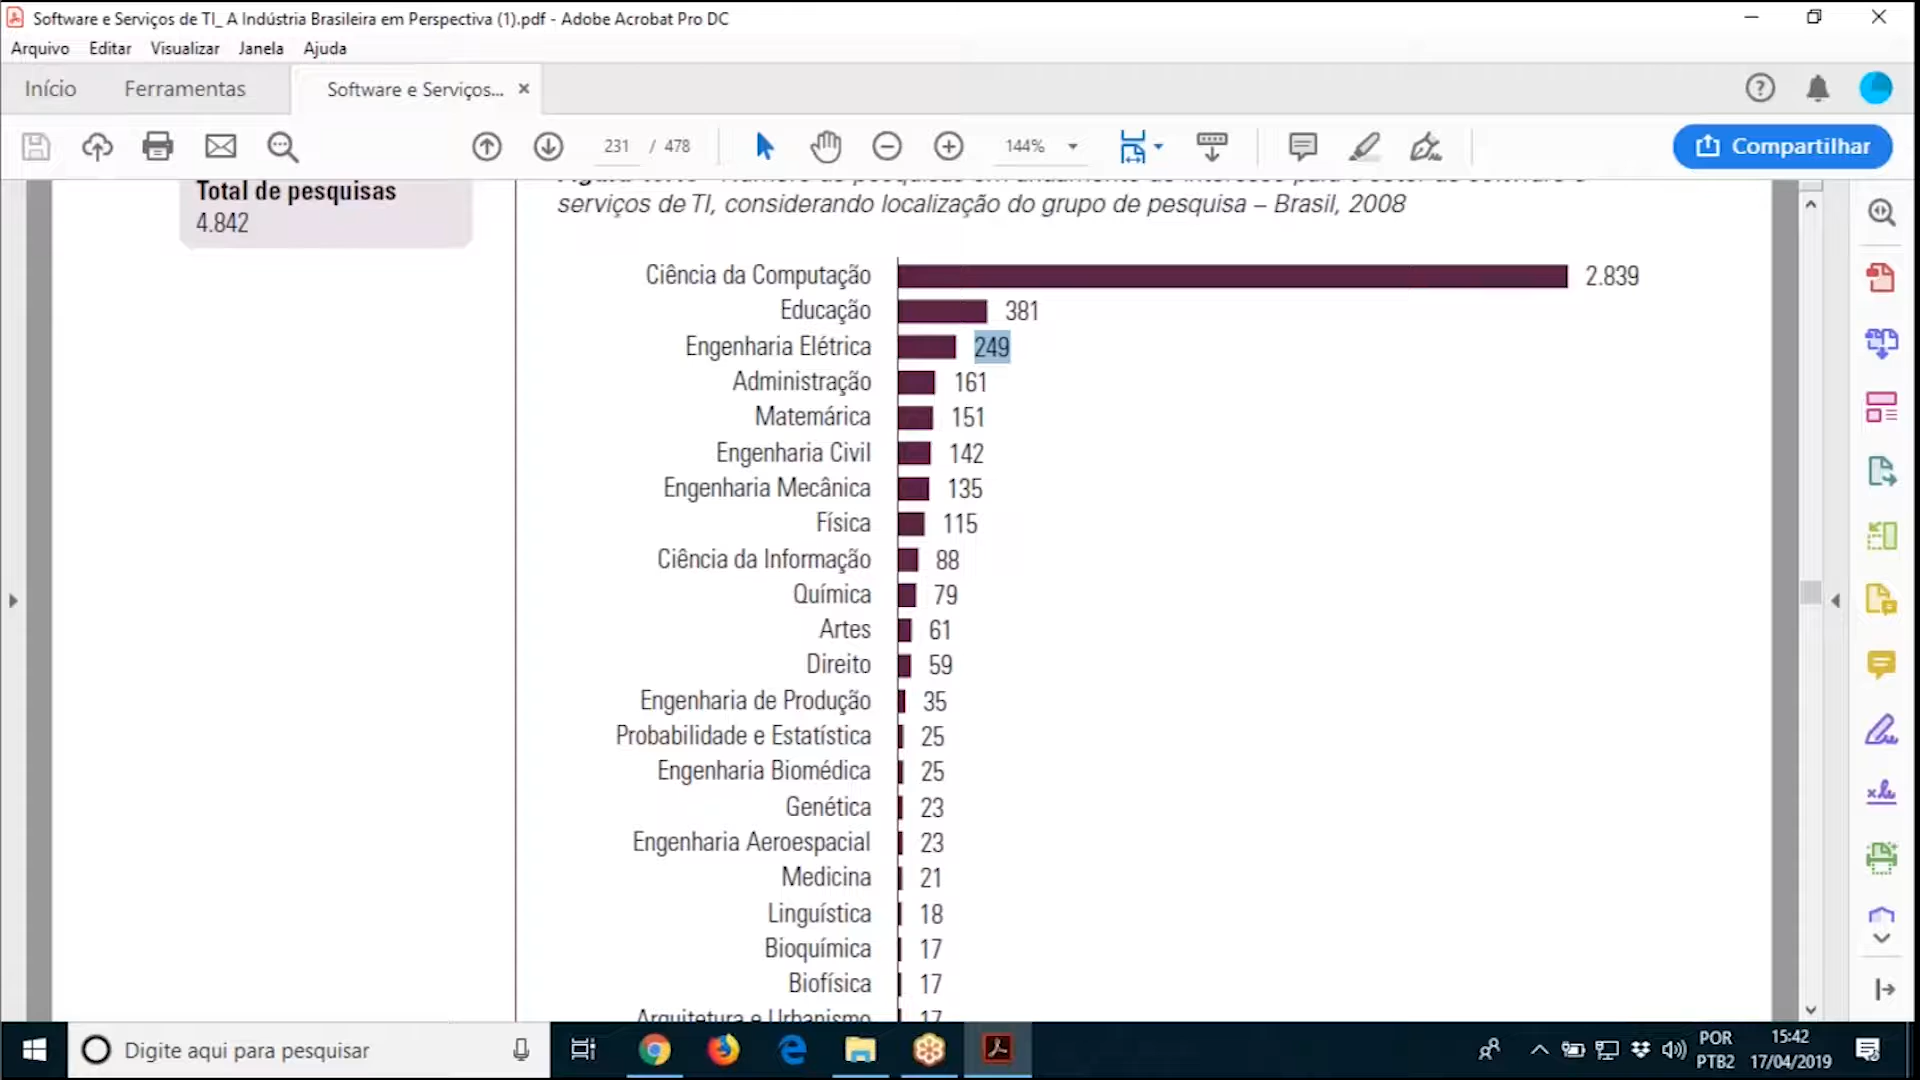 Software e Serviços de TI_ A Indústria Brasileira em Perspectiva (1).pdf - Adobe Acrobat Pro DC
Arquivo Editar Visualizar Janela Ajuda
Início Ferramentas Software e Serviços... ×
231 / 478 144% Compartilhar
Total de pesquisas
4.842
serviços de TI, considerando localização do grupo de pesquisa – Brasil, 2008
Ciência da Computação 2.839
Educação 381
Engenharia Elétrica 249
Administração 161
Matemárica 151
Engenharia Civil 142
Engenharia Mecânica 135
Física 115
Ciência da Informação 88
Química 79
Artes 61
Direito 59
Engenharia de Produção 35
Probabilidade e Estatística 25
Engenharia Biomédica 25
Genética 23
Engenharia Aeroespacial 23
Medicina 21
Linguística 18
Bioquímica 17
Biofísica 17
Arquitetura e Urbanismo 17
Digite aqui para pesquisar
POR 15:42
PTB2 17/04/2019